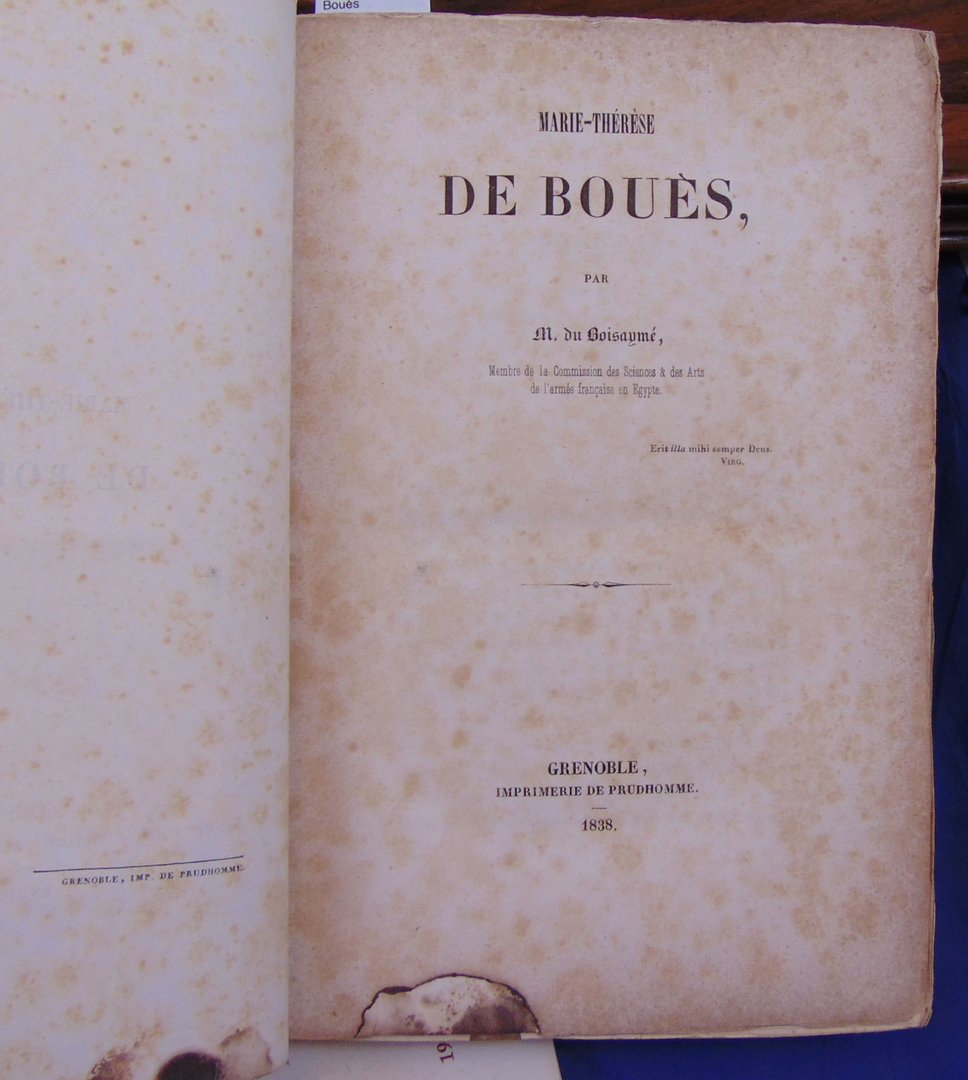 Bouès
MARIE-THÉRÈSE
DE BOUÈS,
PAR
M. du Boisaymé,
Membre de la Commission des Sciences & des Arts
de l'armée française en Egypte.
Erit illa mihi semper Deus.
VIRG.
GRENOBLE,
IMPRIMERIE DE PRUDHOMME.
1838.
GRENOBLE, IMP. DE PRUDHOMME.
19